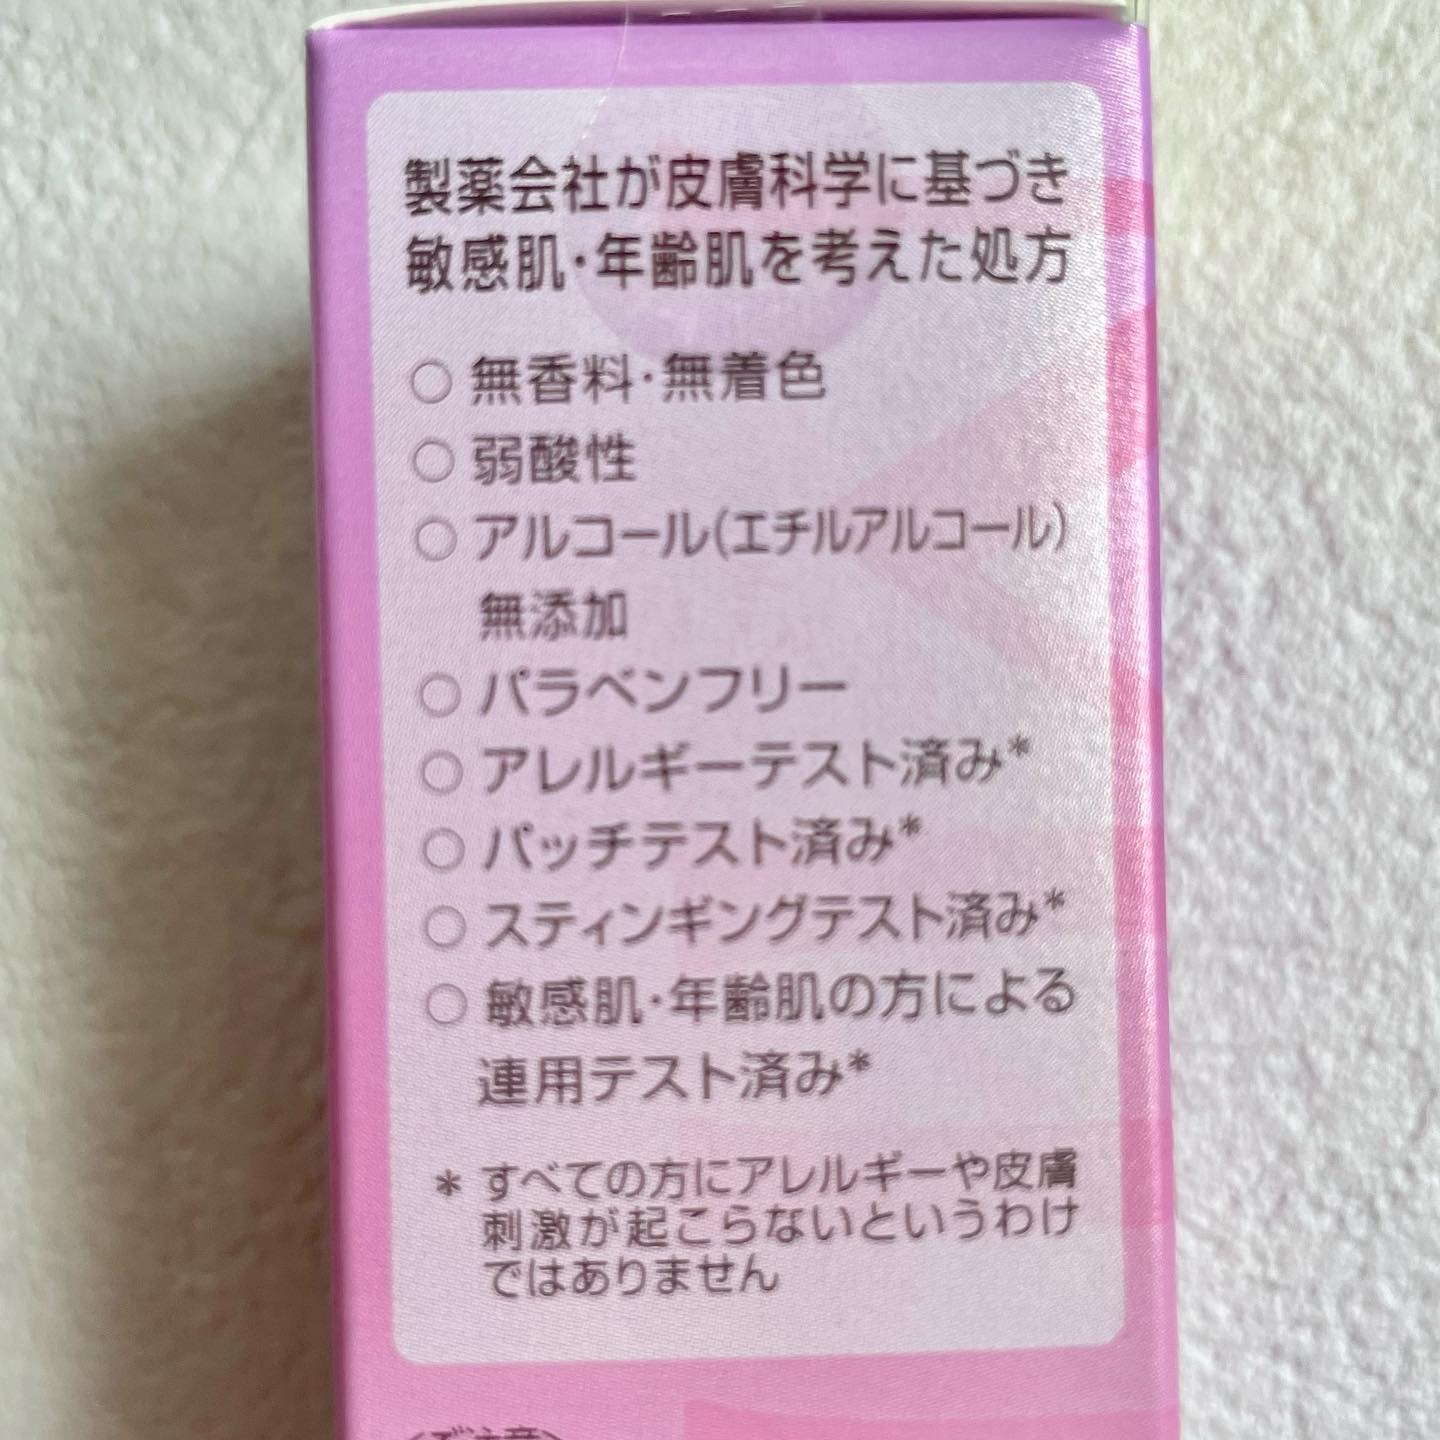 製薬会社が皮膚科学に基づき
敏感肌・年齢肌を考えた処方
○ 無香料・無着色
○ 弱酸性
○ アルコール(エチルアルコール)
無添加
○ パラベンフリー
○ アレルギーテスト済み*
○ パッチテスト済み*
○ スティンギングテスト済み*
○ 敏感肌・年齢肌の方による
連用テスト済み*
* すべての方にアレルギーや皮膚
刺激が起こらないというわけ
ではありません
<ご注意>